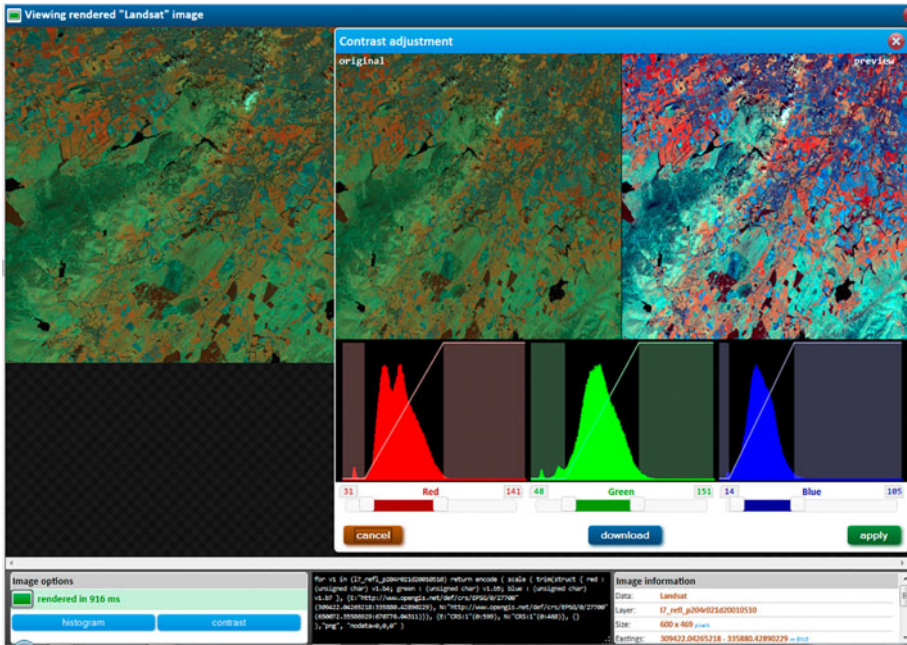 Viewing rendered "Landsat" image
Contrast adjustment
original
preview
31 Red 141
48 Green 151
14 Blue 105
cancel
download
apply
Image options
rendered in 916 ms
histogram
contrast
for v1 in (l7_refl_p204r021d20010510) return encode ( scale ( trim(struct { red :
(unsigned char) v1.b4; green : (unsigned char) v1.b5; blue : (unsigned char)
v1.b7 }, {E:"http://www.opengis.net/def/crs/EPSG/0/27700"
(309422.04265218:335880.42890229), N:"http://www.opengis.net/def/crs/EPSG/0/27700"
"CRS:1"(0:599), N:"CRS:1"(0:468)}, {}
),"png", "nodata=0,0,0" )
Image information
Data: Landsat
Layer: l7_refl_p204r021d20010510
Size: 600 x 469 pixels
Eastings: 309422.04265218 - 335880.42890229